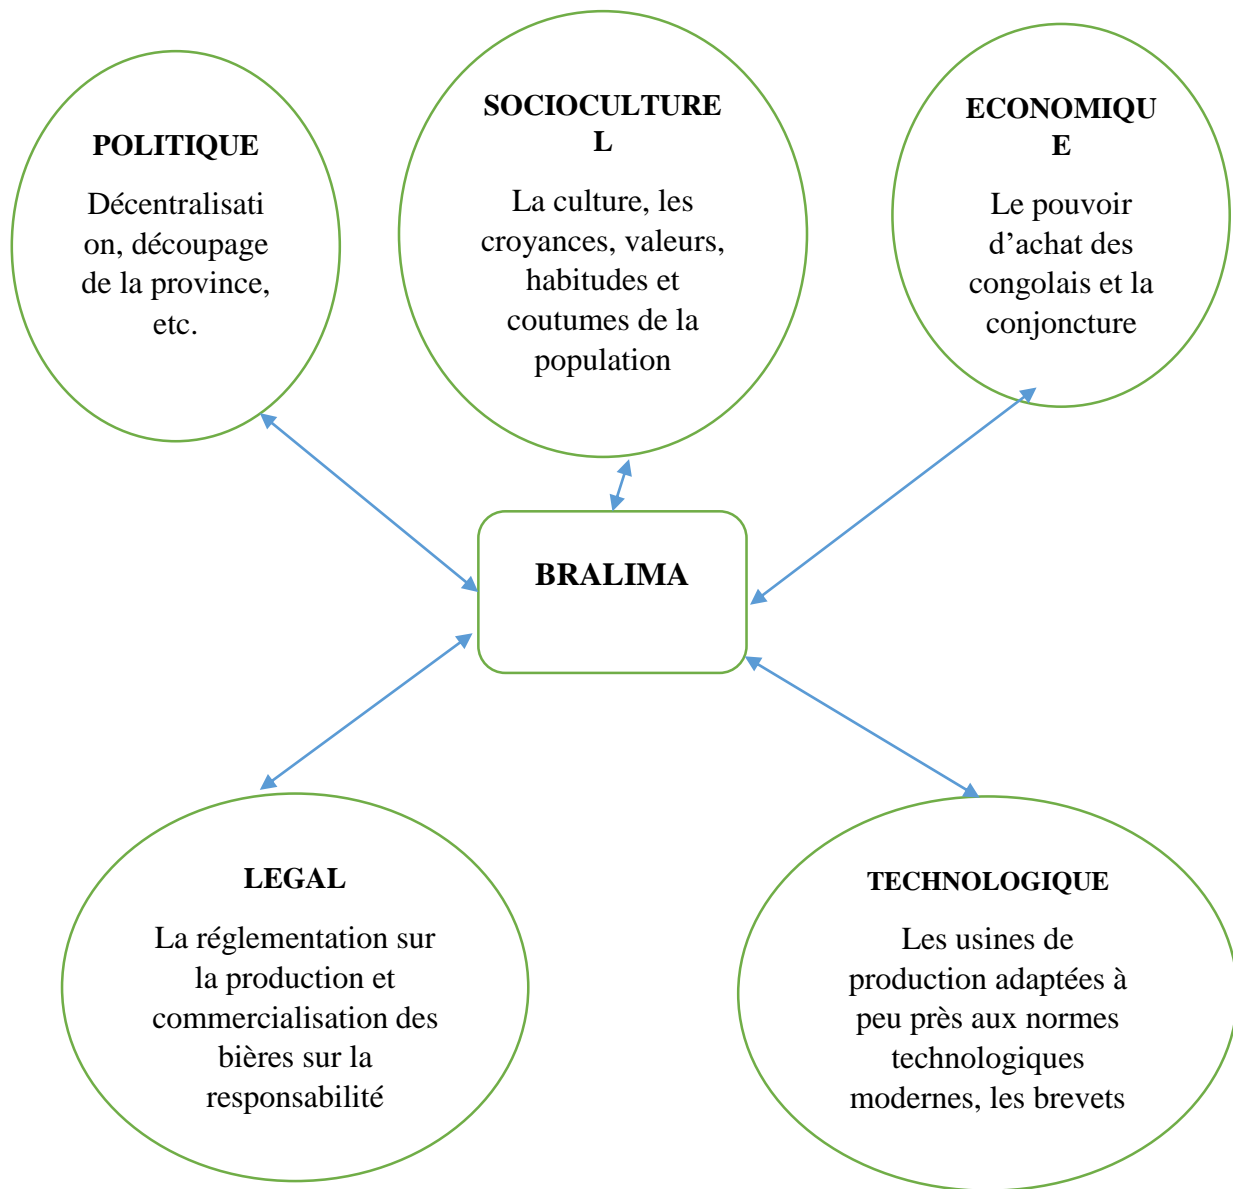 POLITIQUE
Décentralisati
on, découpage
de la province,
etc.
SOCIOCULTURE
L
La culture, les
croyances, valeurs,
habitudes et
coutumes de la
population
ECONOMIQU
E
Le pouvoir
d’achat des
congolais et la
conjoncture
BRALIMA
LEGAL
La réglementation sur
la production et
commercialisation des
bières sur la
responsabilité
TECHNOLOGIQUE
Les usines de
production adaptées à
peu près aux normes
technologiques
modernes, les brevets